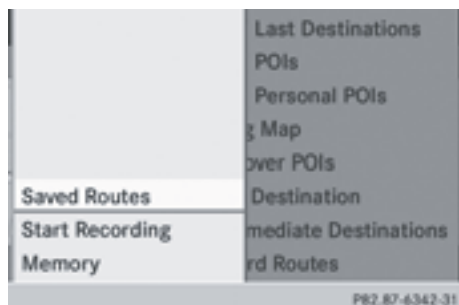 Last Destinations
POIs
Personal POIs
Map
over POIs
Saved Routes
Destination
Start Recording
mediate Destinations
Memory
rd Routes
P82.87-6342-31